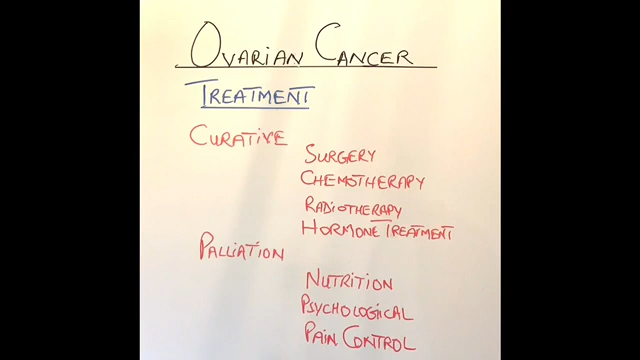 OVARIAN CANCER
TREATMENT
CURATIVE
SURGERY
CHEMOTHERAPY
RADIOTHERAPY
HORMONE TREATMENT
PALLIATION
NUTRITION
PSYCHOLOGICAL
PAIN CONTROL